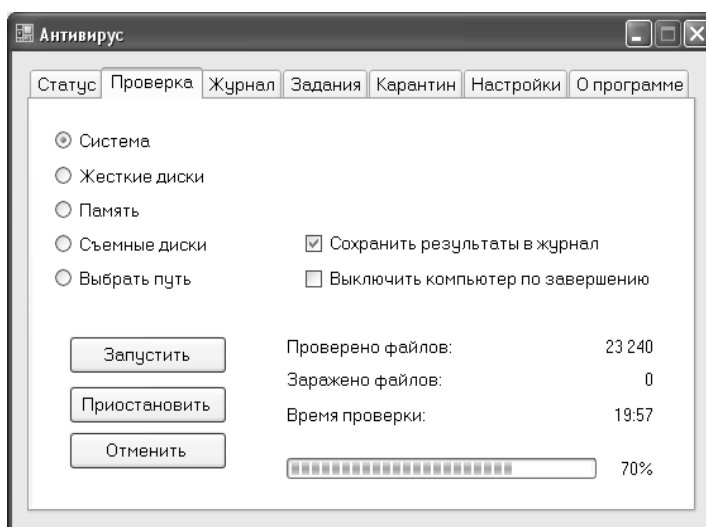 Антивирус
Статус Проверка Журнал Задания Карантин Настройки О программе
Система
Жесткие диски
Память
Съемные диски
Сохранить результаты в журнал
Выбрать путь
Выключить компьютер по завершению
Запустить
Проверено файлов: 23 240
Заражено файлов: 0
Приостановить
Время проверки: 19:57
Отменить
70%